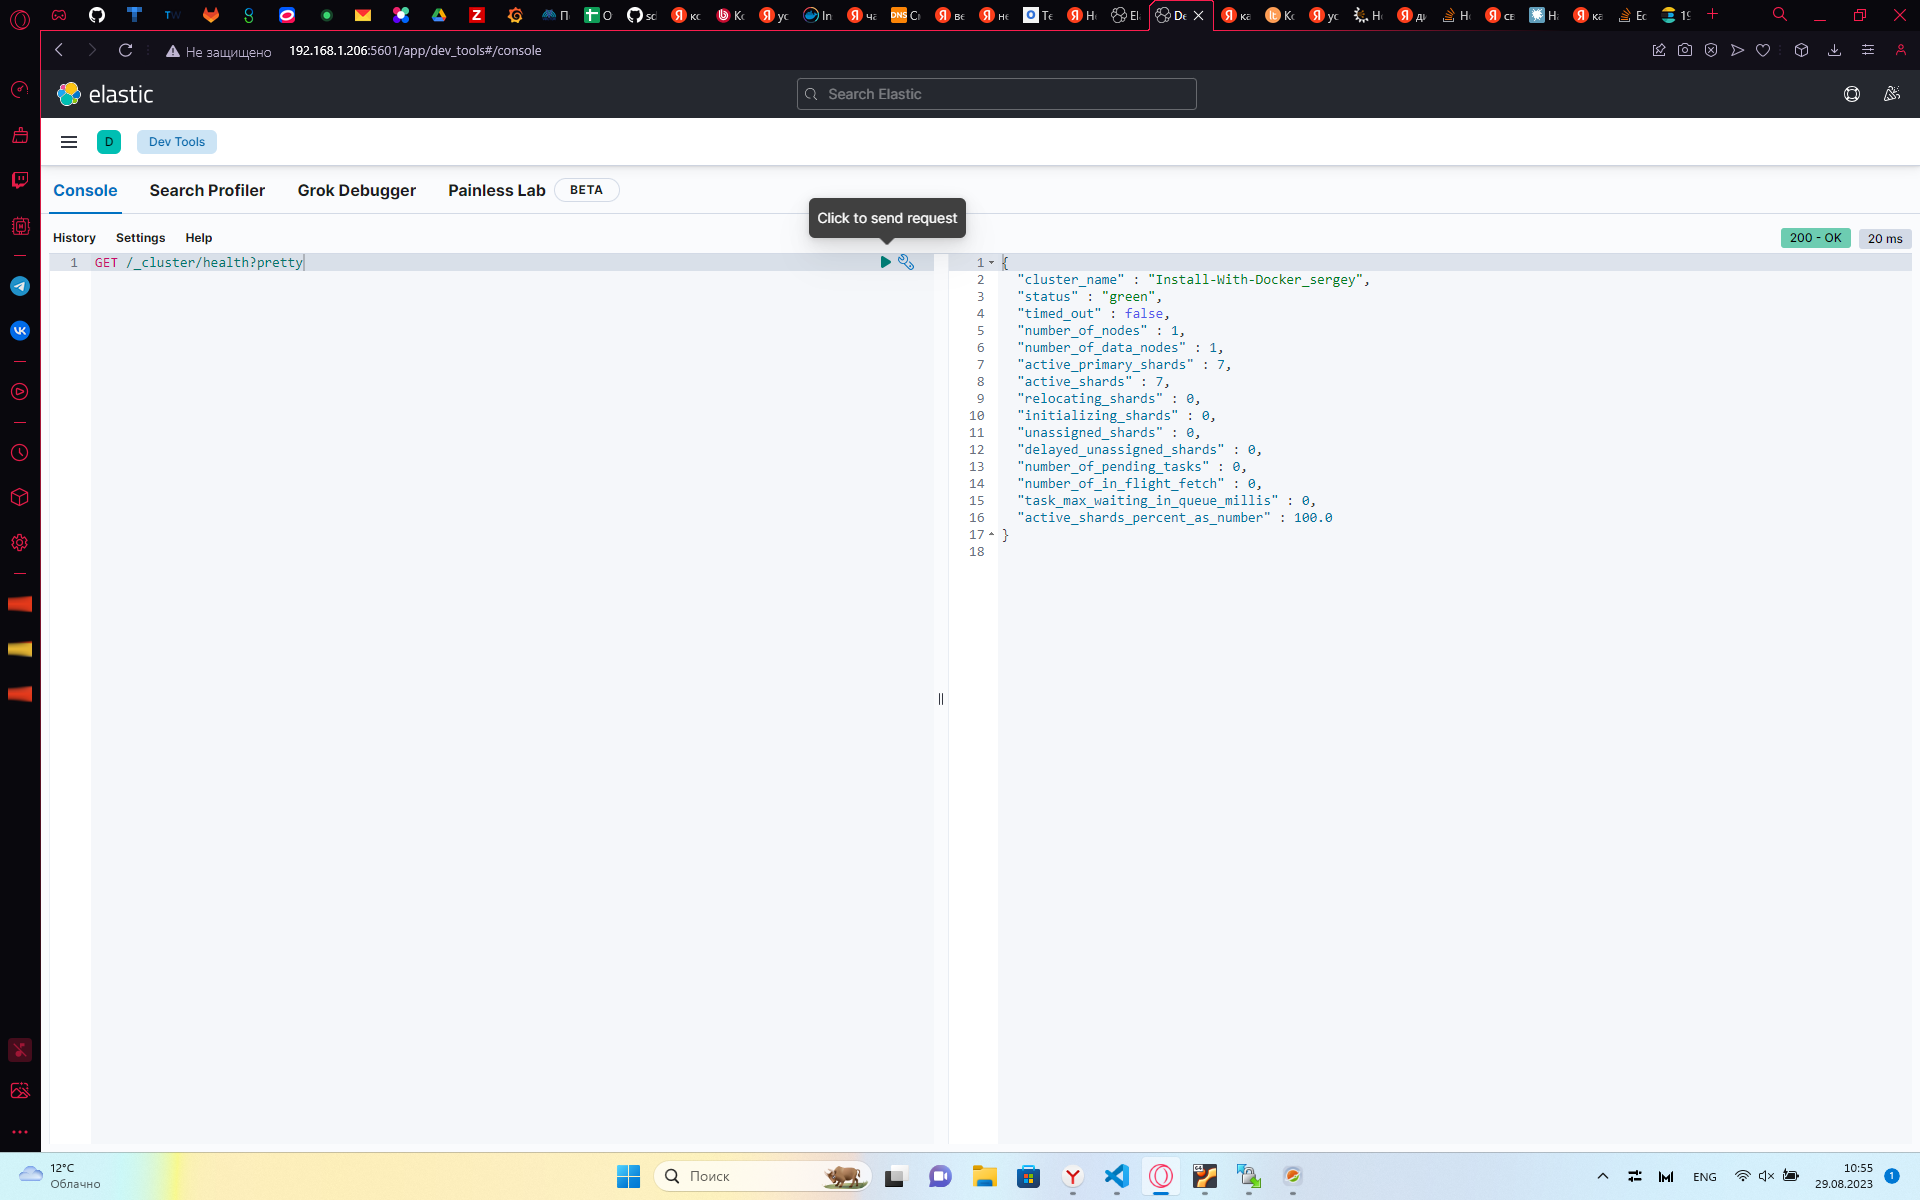 Не защищено 192.168.1.206:5601/app/dev_tools#/console
elastic
Search Elastic
D Dev Tools
Console Search Profiler Grok Debugger Painless Lab BETA
Click to send request
History Settings Help
200 - OK 20 ms
1 GET /_cluster/health?pretty
1 {
2 "cluster_name" : "Install-With-Docker_sergey",
3 "status" : "green",
4 "timed_out" : false,
5 "number_of_nodes" : 1,
6 "number_of_data_nodes" : 1,
7 "active_primary_shards" : 7,
8 "active_shards" : 7,
9 "relocating_shards" : 0,
10 "initializing_shards" : 0,
11 "unassigned_shards" : 0,
12 "delayed_unassigned_shards" : 0,
13 "number_of_pending_tasks" : 0,
14 "number_of_in_flight_fetch" : 0,
15 "task_max_waiting_in_queue_millis" : 0,
16 "active_shards_percent_as_number" : 100.0
17 }
18
12°C
Облачно
Поиск
ENG
10:55
29.08.2023
1